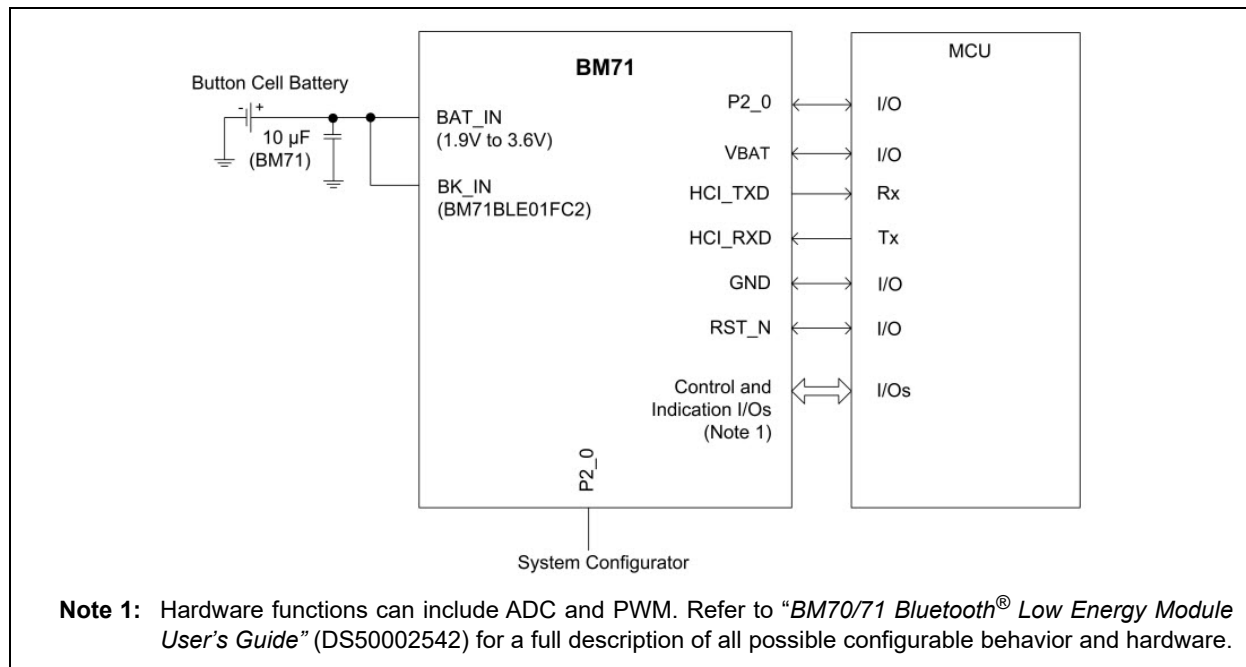 BM71
MCU
Button Cell Battery
- +
10 µF
(BM71)
BAT_IN
(1.9V to 3.6V)
BK_IN
(BM71BLE01FC2)
P2_0
I/O
VBAT
I/O
HCI_TXD
Rx
HCI_RXD
Tx
GND
I/O
RST_N
I/O
Control and
Indication I/Os
(Note 1)
I/Os
P2_0
System Configurator
Note 1: Hardware functions can include ADC and PWM. Refer to “BM70/71 Bluetooth® Low Energy Module
User’s Guide” (DS50002542) for a full description of all possible configurable behavior and hardware.